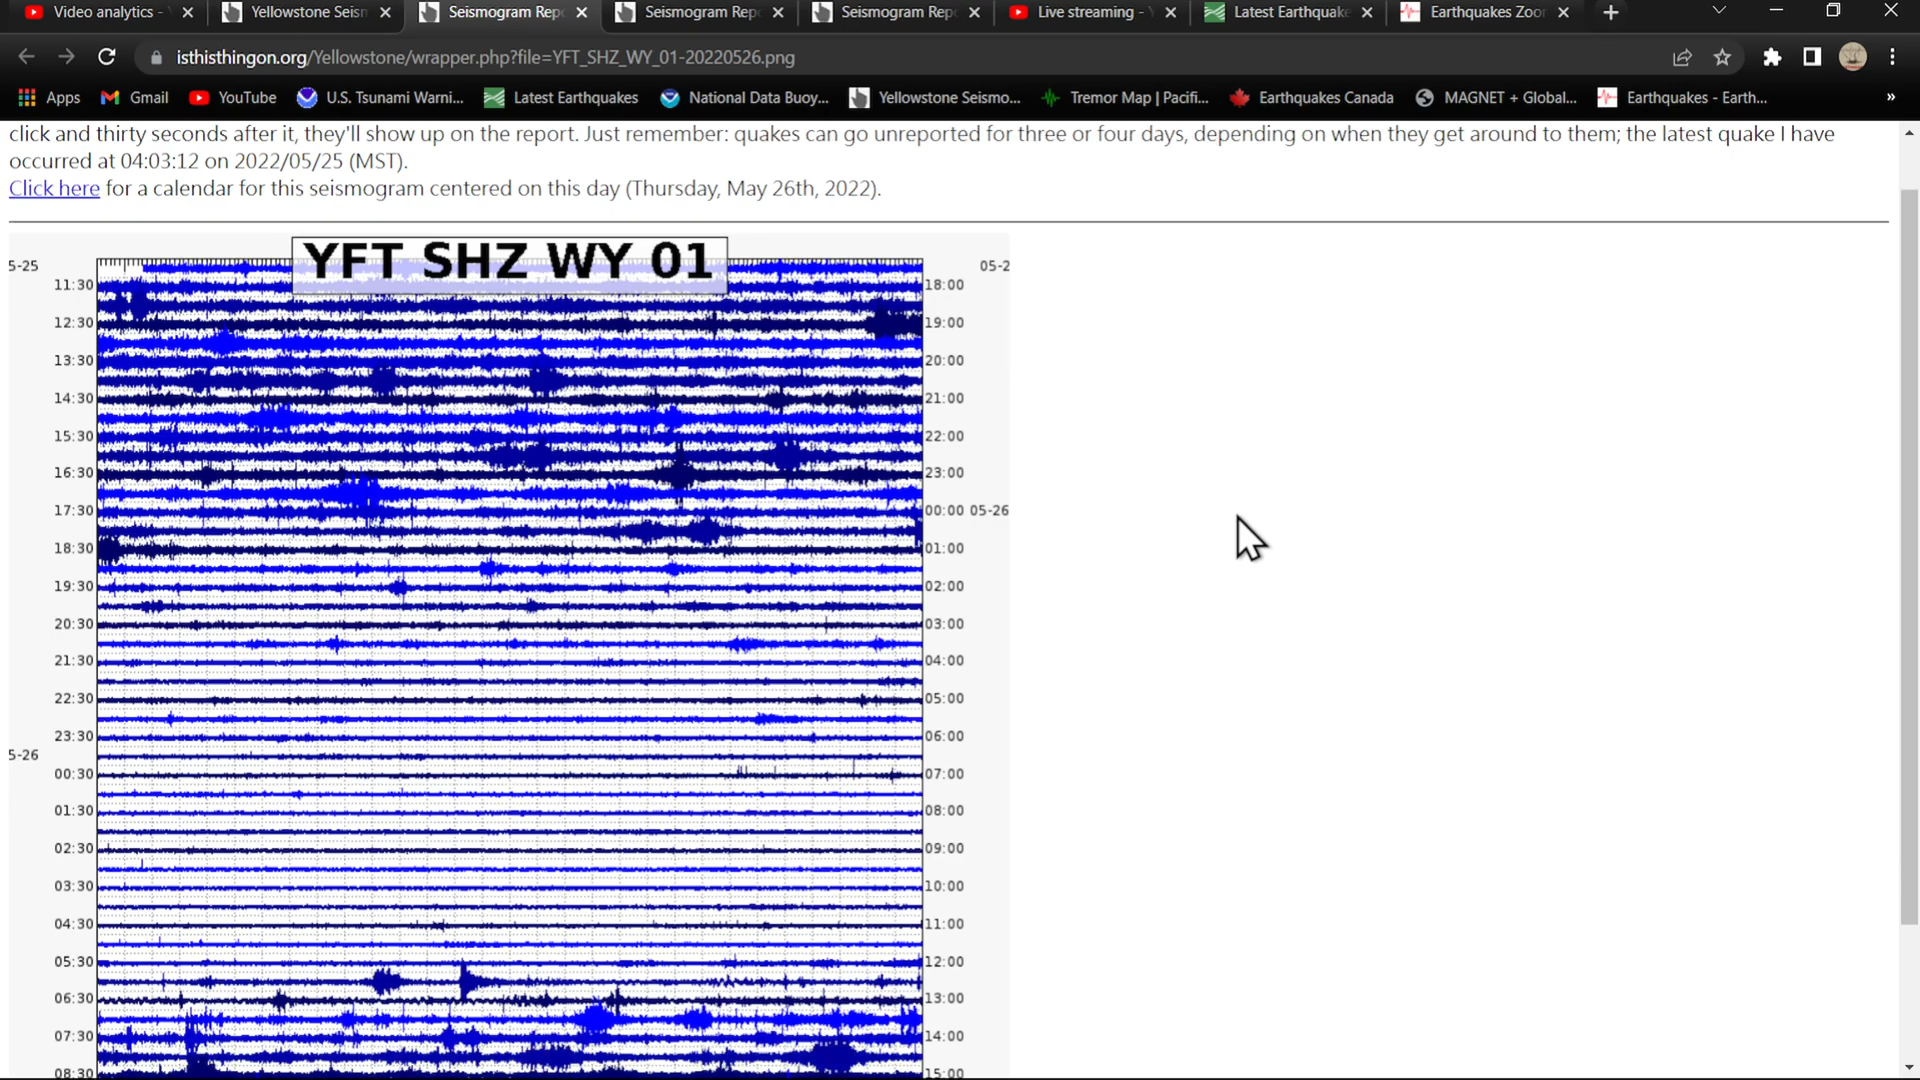 Video analytics -
Yellowstone Seisn
Seismogram Rep
Seismogram Rep
Seismogram Rep
Live streaming -
Latest Earthquake
Earthquakes Zoor
isthisthingon.org/Yellowstone/wrapper.php?file=YFT_SHZ_WY_01-20220526.png
Apps
Gmail
YouTube
U.S. Tsunami Warni...
Latest Earthquakes
National Data Buoy...
Yellowstone Seismo...
Tremor Map | Pacifi...
Earthquakes Canada
MAGNET + Global...
Earthquakes - Earth...
»
click and thirty seconds after it, they'll show up on the report. Just remember: quakes can go unreported for three or four days, depending on when they get around to them; the latest quake I have
occurred at 04:03:12 on 2022/05/25 (MST).
Click here for a calendar for this seismogram centered on this day (Thursday, May 26th, 2022).
YFT SHZ WY 01
5-25 05-2
11:30 18:00
12:30 19:00
13:30 20:00
14:30 21:00
15:30 22:00
16:30 23:00
17:30 00:00 05-26
18:30 01:00
19:30 02:00
20:30 03:00
21:30 04:00
22:30 05:00
23:30 06:00
5-26
00:30 07:00
01:30 08:00
02:30 09:00
03:30 10:00
04:30 11:00
05:30 12:00
06:30 13:00
07:30 14:00
08:30 15:00